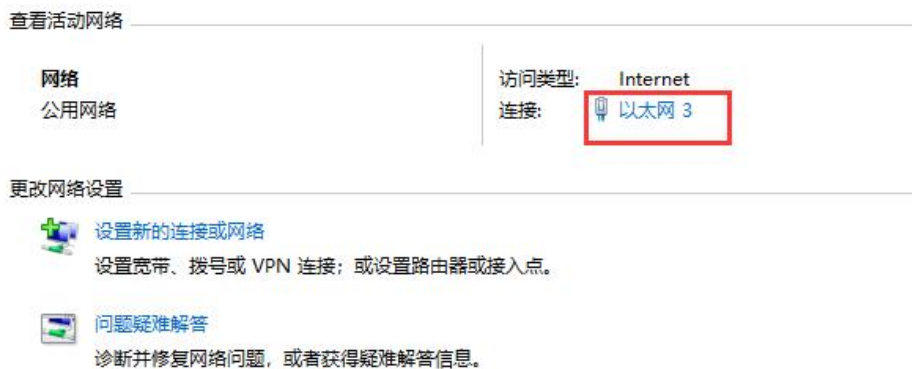 查看活动网络
网络
公用网络
访问类型: Internet
连接: 以太网 3
更改网络设置
设置新的连接或网络
设置宽带、拨号或 VPN 连接；或设置路由器或接入点。
问题疑难解答
诊断并修复网络问题，或者获得疑难解答信息。